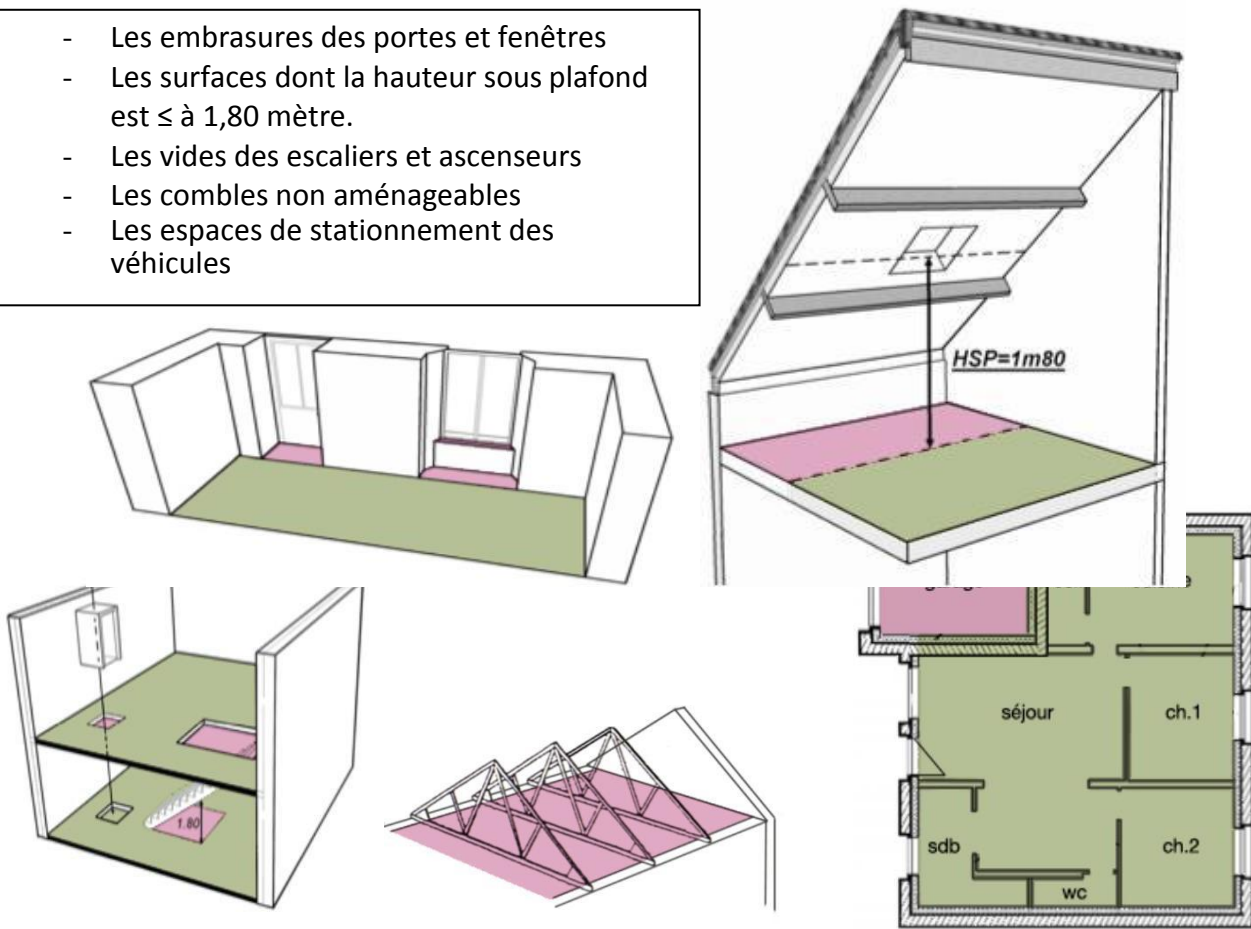 - Les embrasures des portes et fenêtres
- Les surfaces dont la hauteur sous plafond
est ≤ à 1,80 mètre.
- Les vides des escaliers et ascenseurs
- Les combles non aménageables
- Les espaces de stationnement des
véhicules
HSP=1m80
séjour
ch.1
1.80
sdb
ch.2
wc